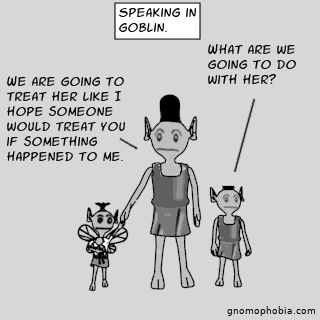 SPEAKING IN
GOBLIN.
WHAT ARE WE
GOING TO DO
WITH HER?
WE ARE GOING TO
TREAT HER LIKE I
HOPE SOMEONE
WOULD TREAT YOU
IF SOMETHING
HAPPENED TO ME.
gnomophobia.com